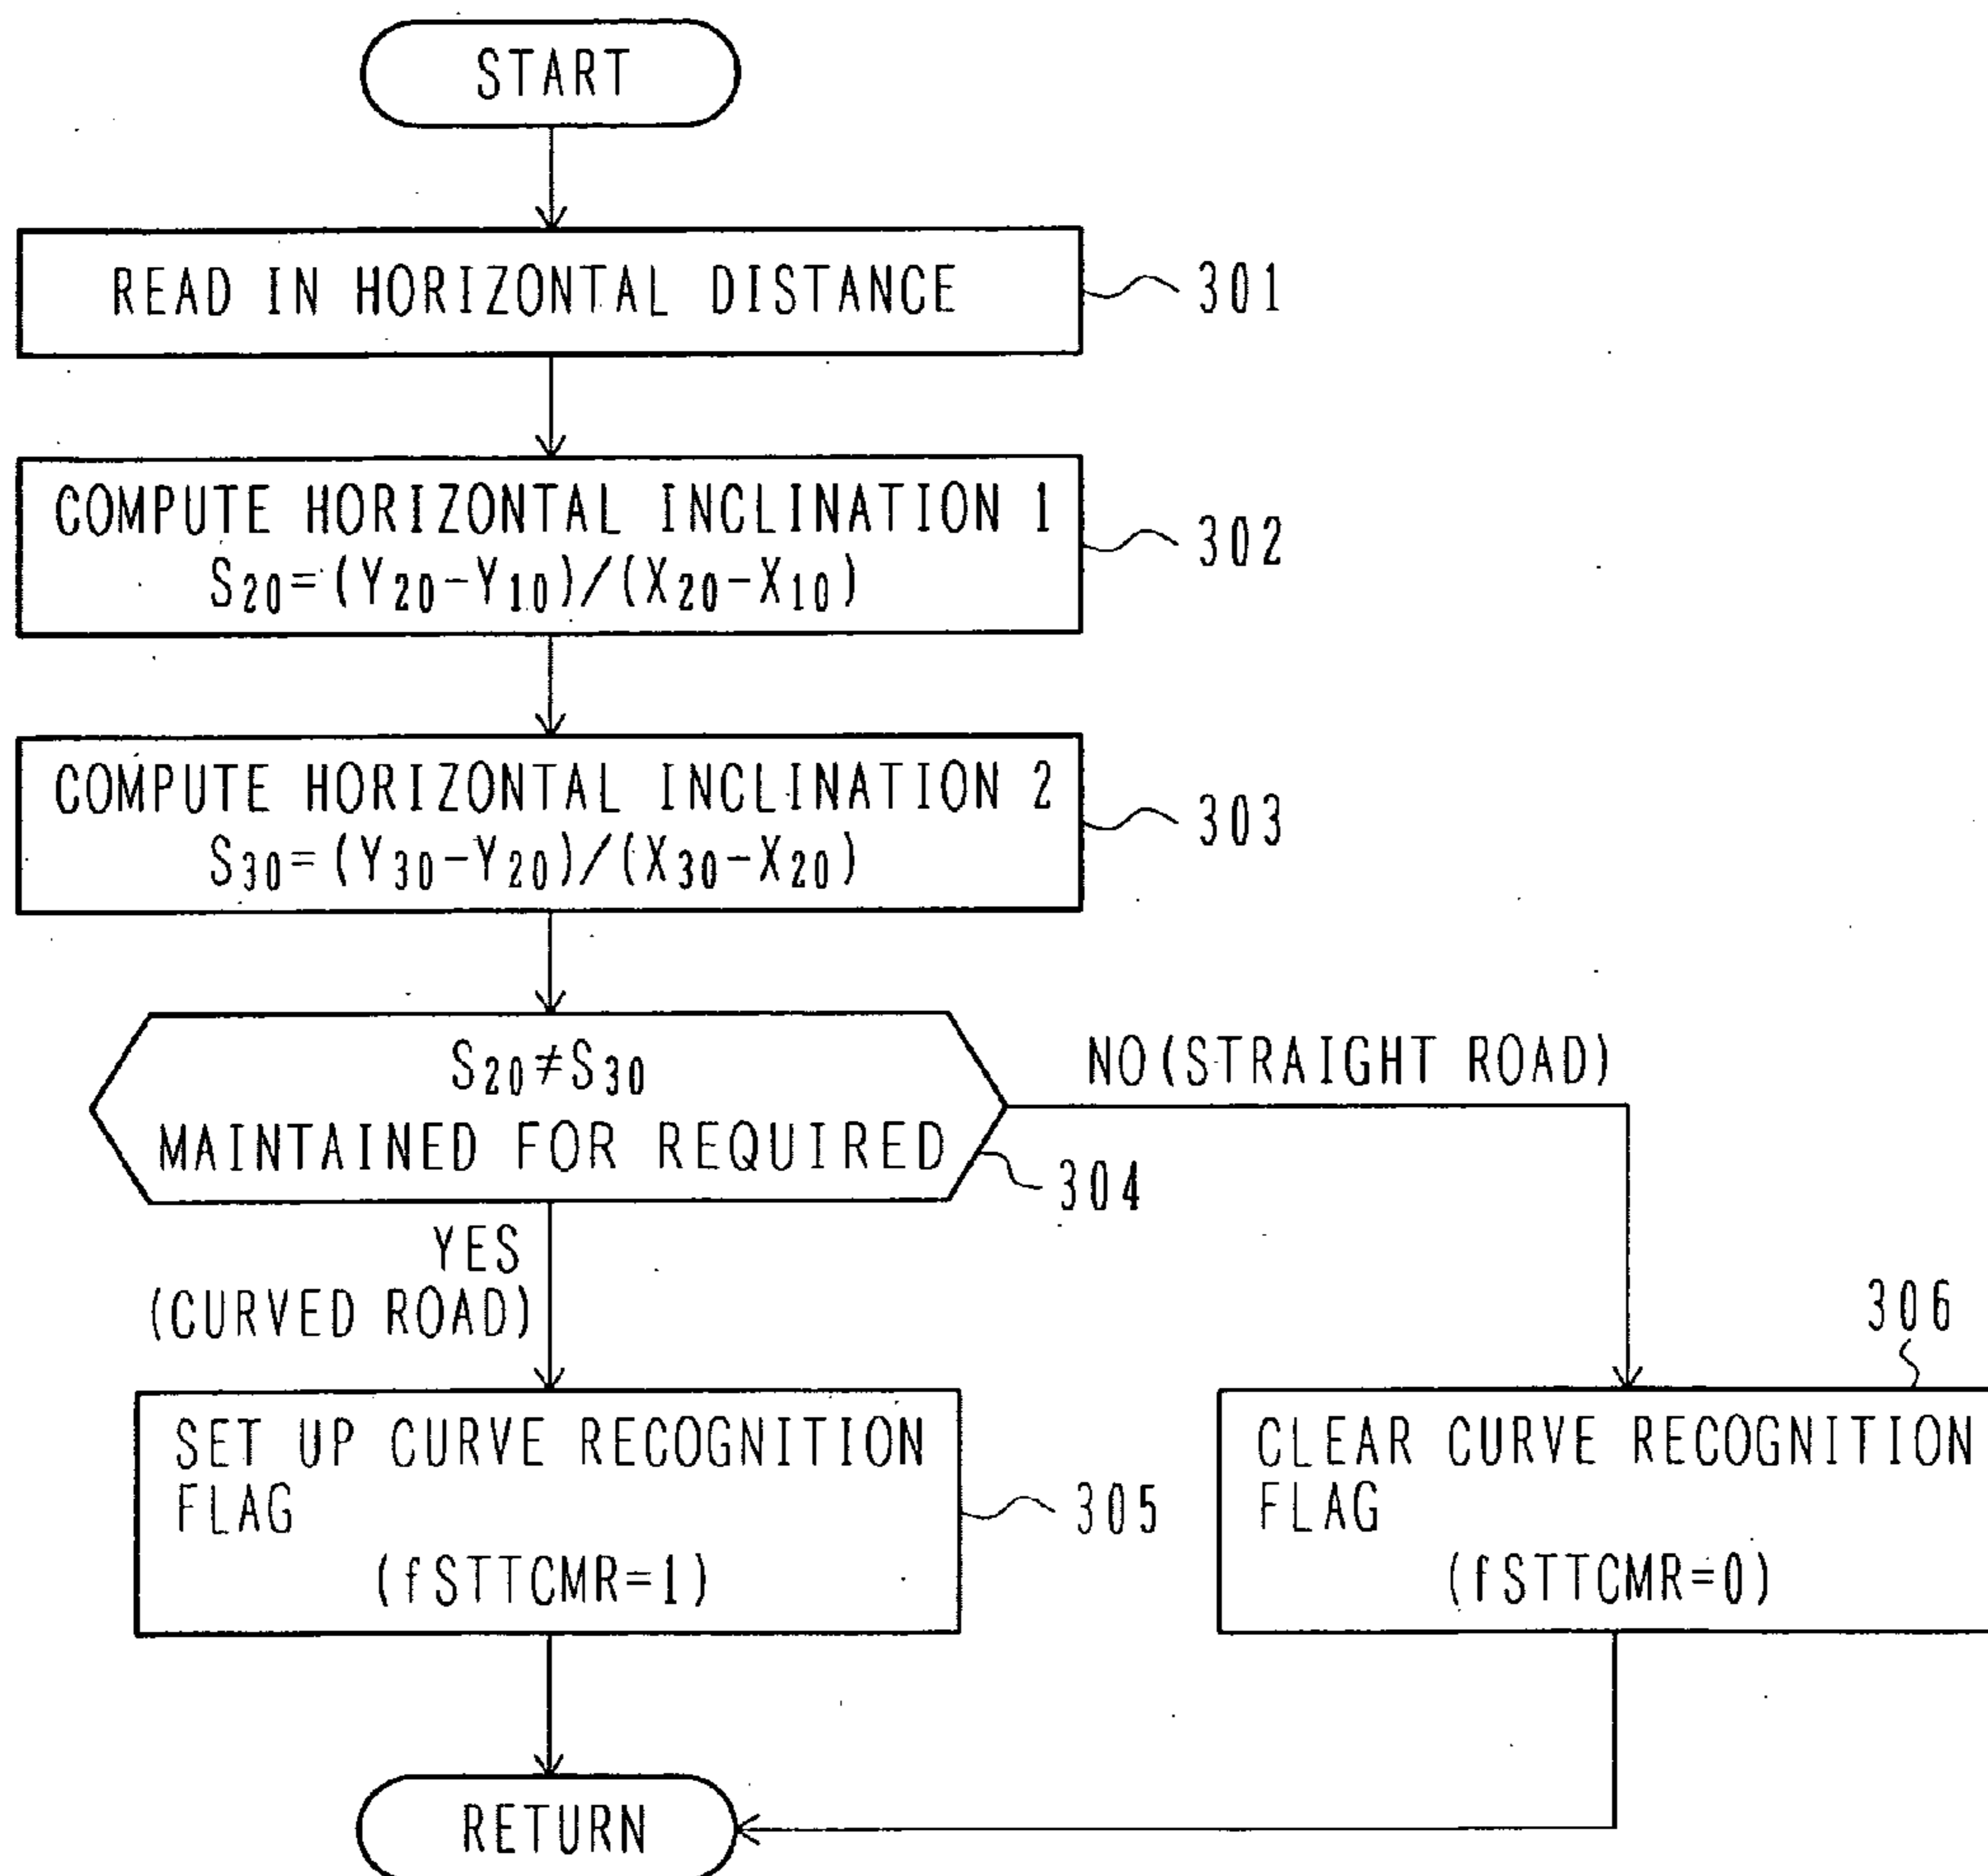 START
READ IN HORIZONTAL DISTANCE
301
COMPUTE HORIZONTAL INCLINATION 1
S20=(Y20-Y10)/(X20-X10)
302
COMPUTE HORIZONTAL INCLINATION 2
S30=(Y30-Y20)/(X30-X20)
303
S20≠S30
MAINTAINED FOR REQUIRED
304
NO(STRAIGHT ROAD)
YES
(CURVED ROAD)
SET UP CURVE RECOGNITION
FLAG
(fSTTCMR=1)
305
306
CLEAR CURVE RECOGNITION
FLAG
(fSTTCMR=0)
RETURN